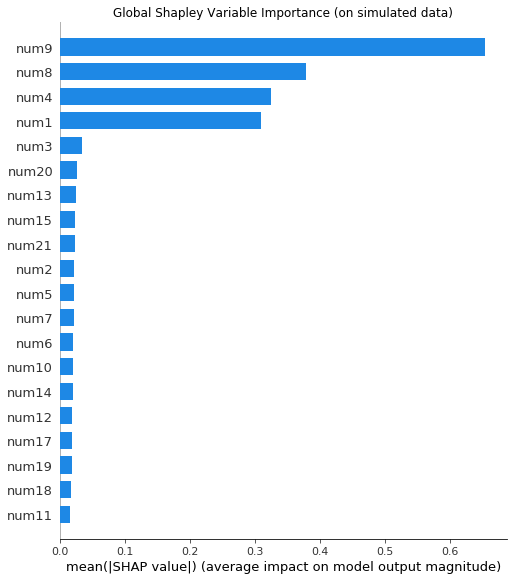 Global Shapley Variable Importance (on simulated data)
num9
num8
num4
num1
num3
num20
num13
num15
num21
num2
num5
num7
num6
num10
num14
num12
num17
num19
num18
num11
0.0 0.1 0.2 0.3 0.4 0.5 0.6
mean(|SHAP value|) (average impact on model output magnitude)